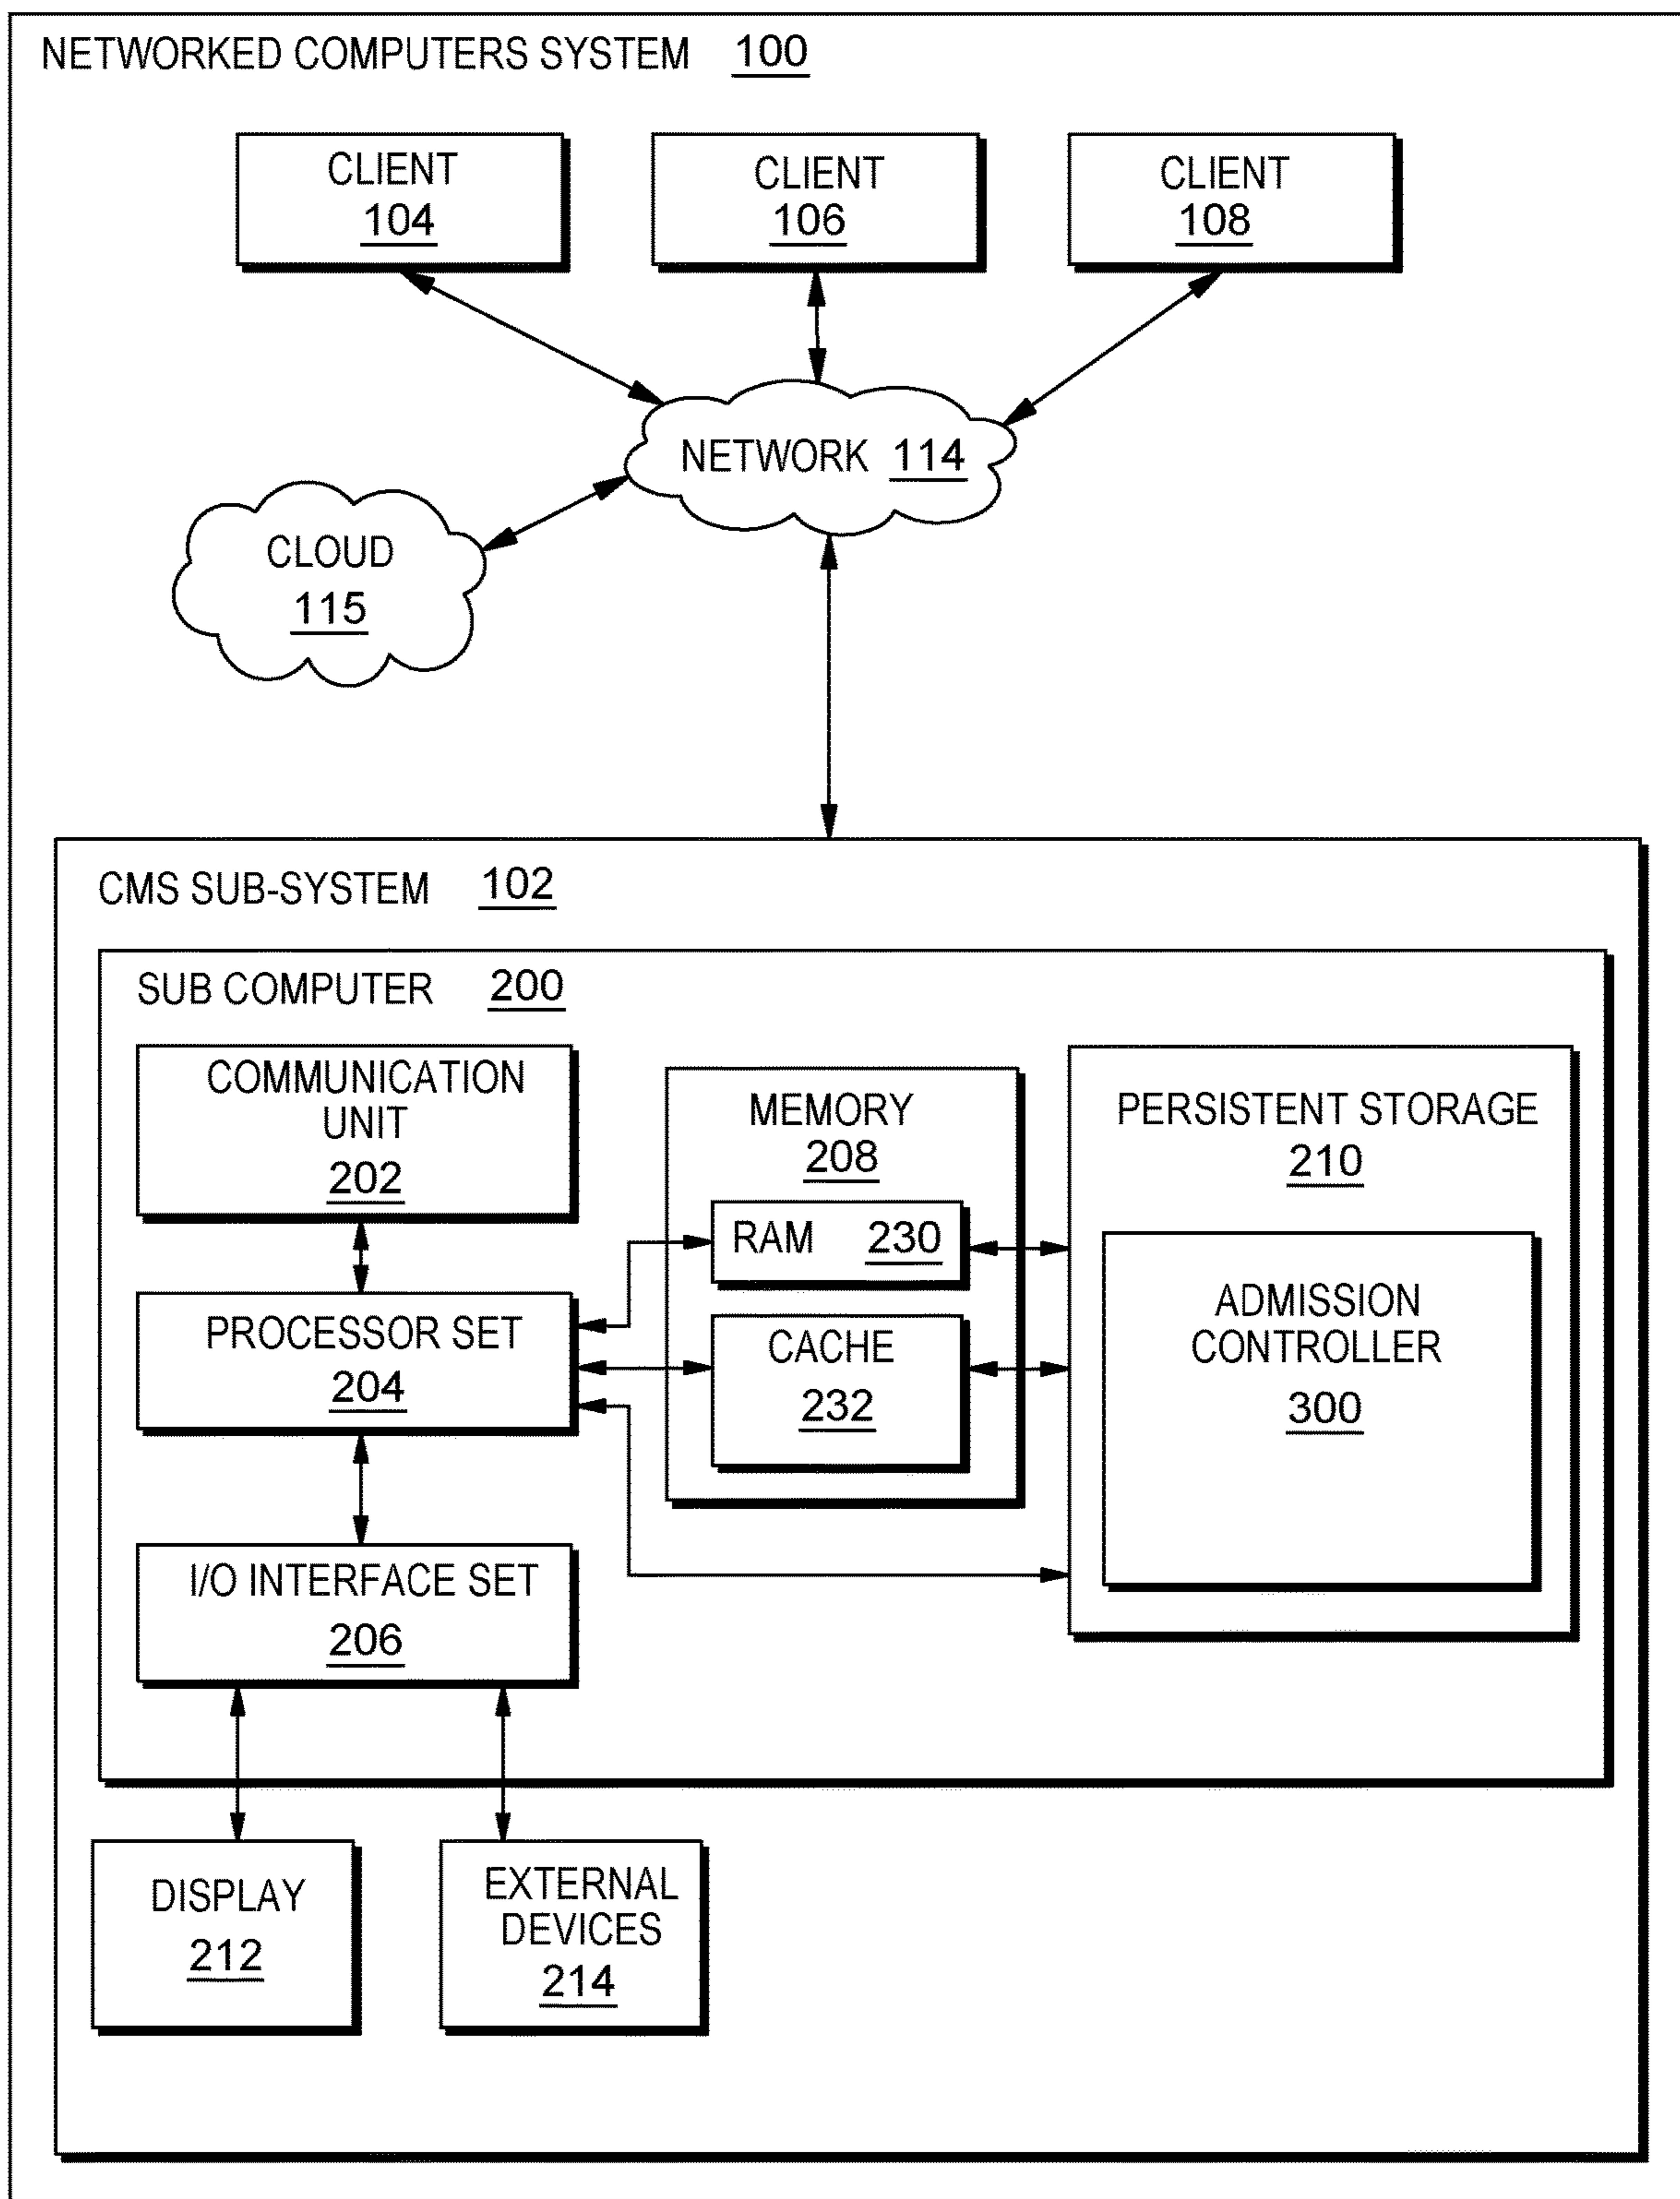 NETWORKED COMPUTERS SYSTEM 100
CLIENT
104
CLIENT
106
CLIENT
108
NETWORK 114
CLOUD
115
CMS SUB-SYSTEM 102
SUB COMPUTER 200
COMMUNICATION
UNIT
202
MEMORY
208
PERSISTENT STORAGE
210
RAM 230
PROCESSOR SET
204
CACHE
232
ADMISSION
CONTROLLER
300
I/O INTERFACE SET
206
DISPLAY
212
EXTERNAL
DEVICES
214